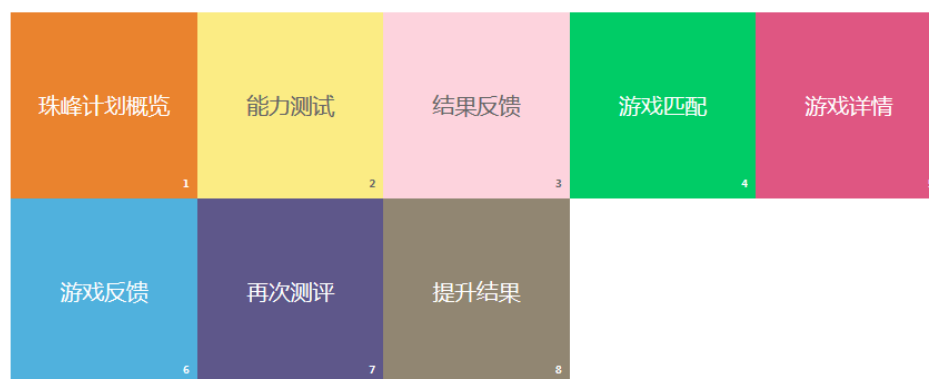 珠峰计划概览
1
能力测试
2
结果反馈
3
游戏匹配
4
游戏详情
游戏反馈
6
再次测评
7
提升结果
8